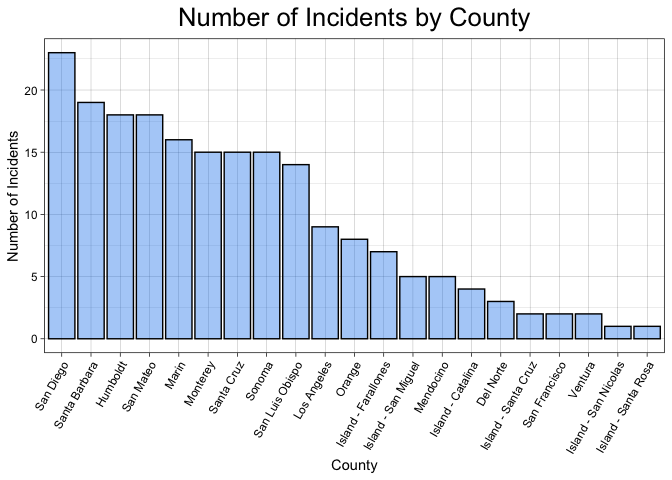 Number of Incidents by County
Number of Incidents
20
15
10
5
0
San Diego
Santa Barbara
Humboldt
San Mateo
Marin
Monterey
Santa Cruz
Sonoma
San Luis Obispo
Los Angeles
Orange
Island - Farallones
Island - San Miguel
Mendocino
Island - Catalina
Del Norte
Island - Santa Cruz
San Francisco
Ventura
Island - San Nicolas
Island - Santa Rosa
County